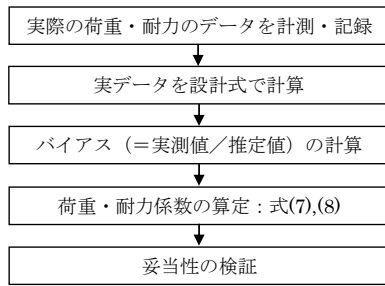 実際の荷重・耐力のデータを計測・記録
実データを設計式で計算
バイアス（＝実測値／推定値）の計算
荷重・耐力係数の算定：式(7),(8)
妥当性の検証